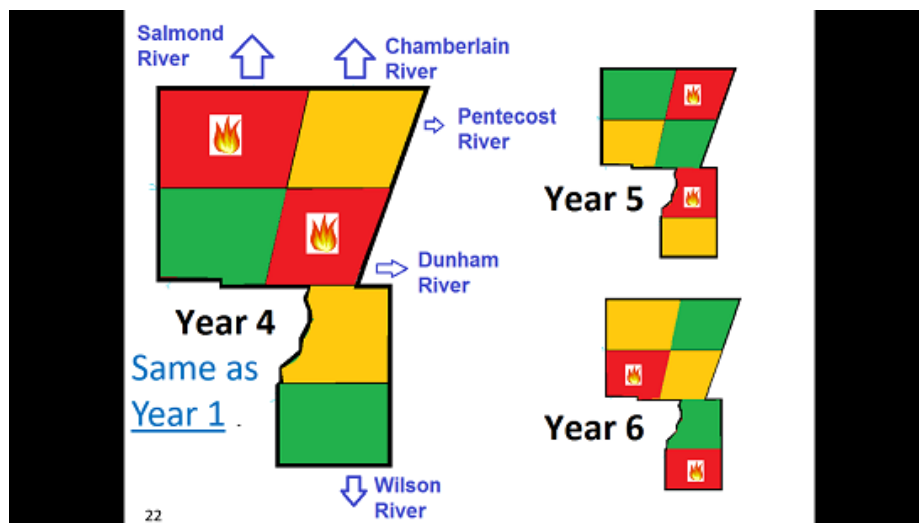 Salmond
River
Chamberlain
River
Pentecost
River
Dunham
River
Year 4
Same as
Year 1 .
Wilson
River
Year 5
Year 6
22